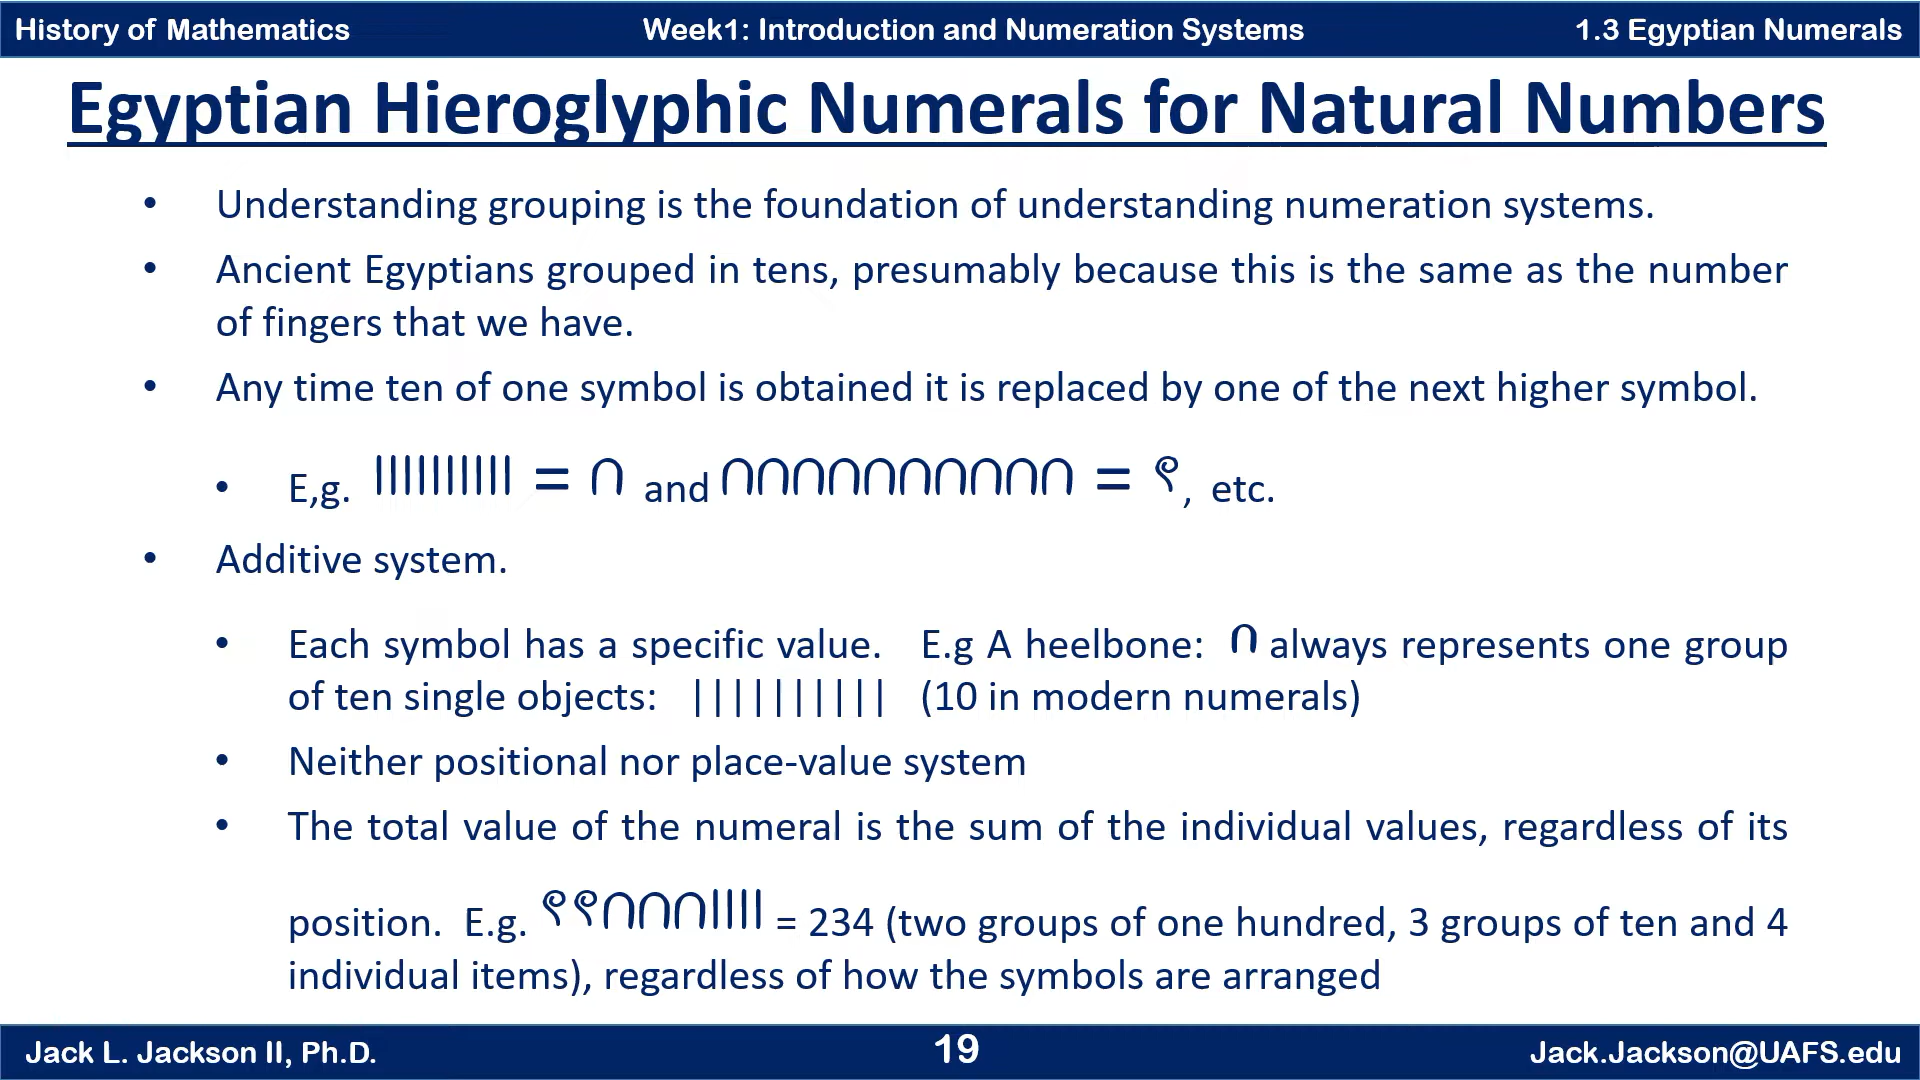 History of Mathematics Week1: Introduction and Numeration Systems 1.3 Egyptian Numerals
Egyptian Hieroglyphic Numerals for Natural Numbers
• Understanding grouping is the foundation of understanding numeration systems.
• Ancient Egyptians grouped in tens, presumably because this is the same as the number
of fingers that we have.
• Any time ten of one symbol is obtained it is replaced by one of the next higher symbol.
• E,g. |||||||||| = ∩ and ∩∩∩∩∩∩∩∩∩∩ = 𓍢, etc.
• Additive system.
• Each symbol has a specific value. E.g A heelbone: ∩ always represents one group
of ten single objects: |||||||||| (10 in modern numerals)
• Neither positional nor place-value system
• The total value of the numeral is the sum of the individual values, regardless of its
position. E.g. 𓍢𓍢∩∩∩|||| = 234 (two groups of one hundred, 3 groups of ten and 4
individual items), regardless of how the symbols are arranged
Jack L. Jackson II, Ph.D. 19 Jack.Jackson@UAFS.edu